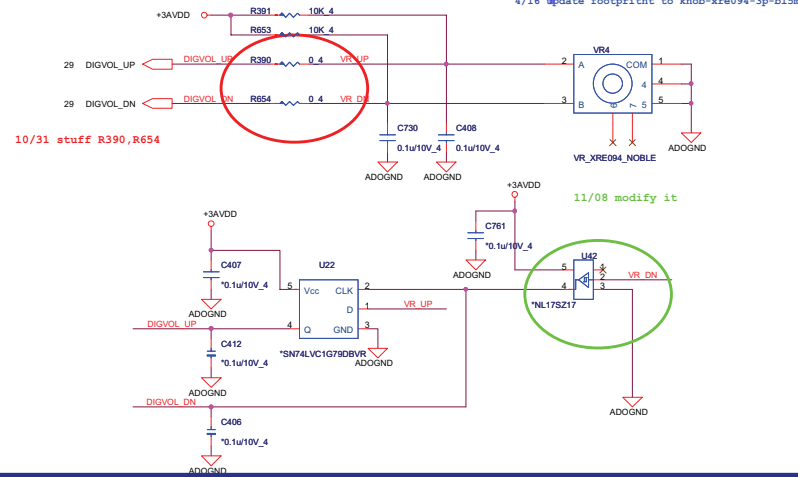 4/16 update footpritnt to knob-xre094-3p-b15m
+3AVDD
R391 10K_4
R653 10K_4
29 DIGVOL_UP DIGVOL_UP R390 0_4 VR_UP
29 DIGVOL_DN DIGVOL_DN R654 0_4 VR_DN
VR4
2 A COM 1
4 4
3 B 5 5
6 7
VR_XRE094_NOBLE
ADOGND
10/31 stuff R390,R654
C730
0.1u/10V_4
C408
0.1u/10V_4
ADOGND ADOGND
11/08 modify it
+3AVDD
C761
*0.1u/10V_4
ADOGND
U42
5 1
2 VR_DN
4 3
*NL17SZ17
ADOGND
+3AVDD
C407
*0.1u/10V_4
ADOGND
U22
5 Vcc CLK 2
D 1 VR_UP
DIGVOL_UP 4 Q GND 3
*SN74LVC1G79DBVR
ADOGND
C412
*0.1u/10V_4
ADOGND
DIGVOL_DN
C406
*0.1u/10V_4
ADOGND